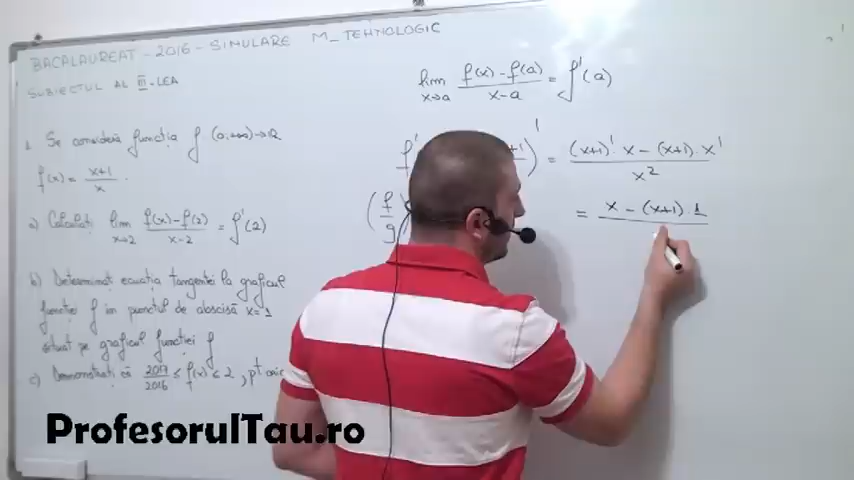 BACALAUREAT - 2016 - SIMULARE M_TEHNOLOGIC
SUBIECTUL AL III-LEA
1. Se consideră funcția f (0,+∞)→R
f(x) = x+1/x.
a) Calculați lim x→2 f(x)-f(2)/x-2 = f'(2)
b) Determinați ecuația tangentei la graficul
funcției f în punctul de abscisă x=1
situat pe graficul funcției f
c) Demonstrați că 2017/2016 ≤ f(x) ≤ 2, pt orice
lim x→a f(x)-f(a)/x-a = f'(a)
f' )' = (x+1)'·x-(x+1)·x'/x²
(f/g
= x-(x+1)·1
ProfesorulTau.ro